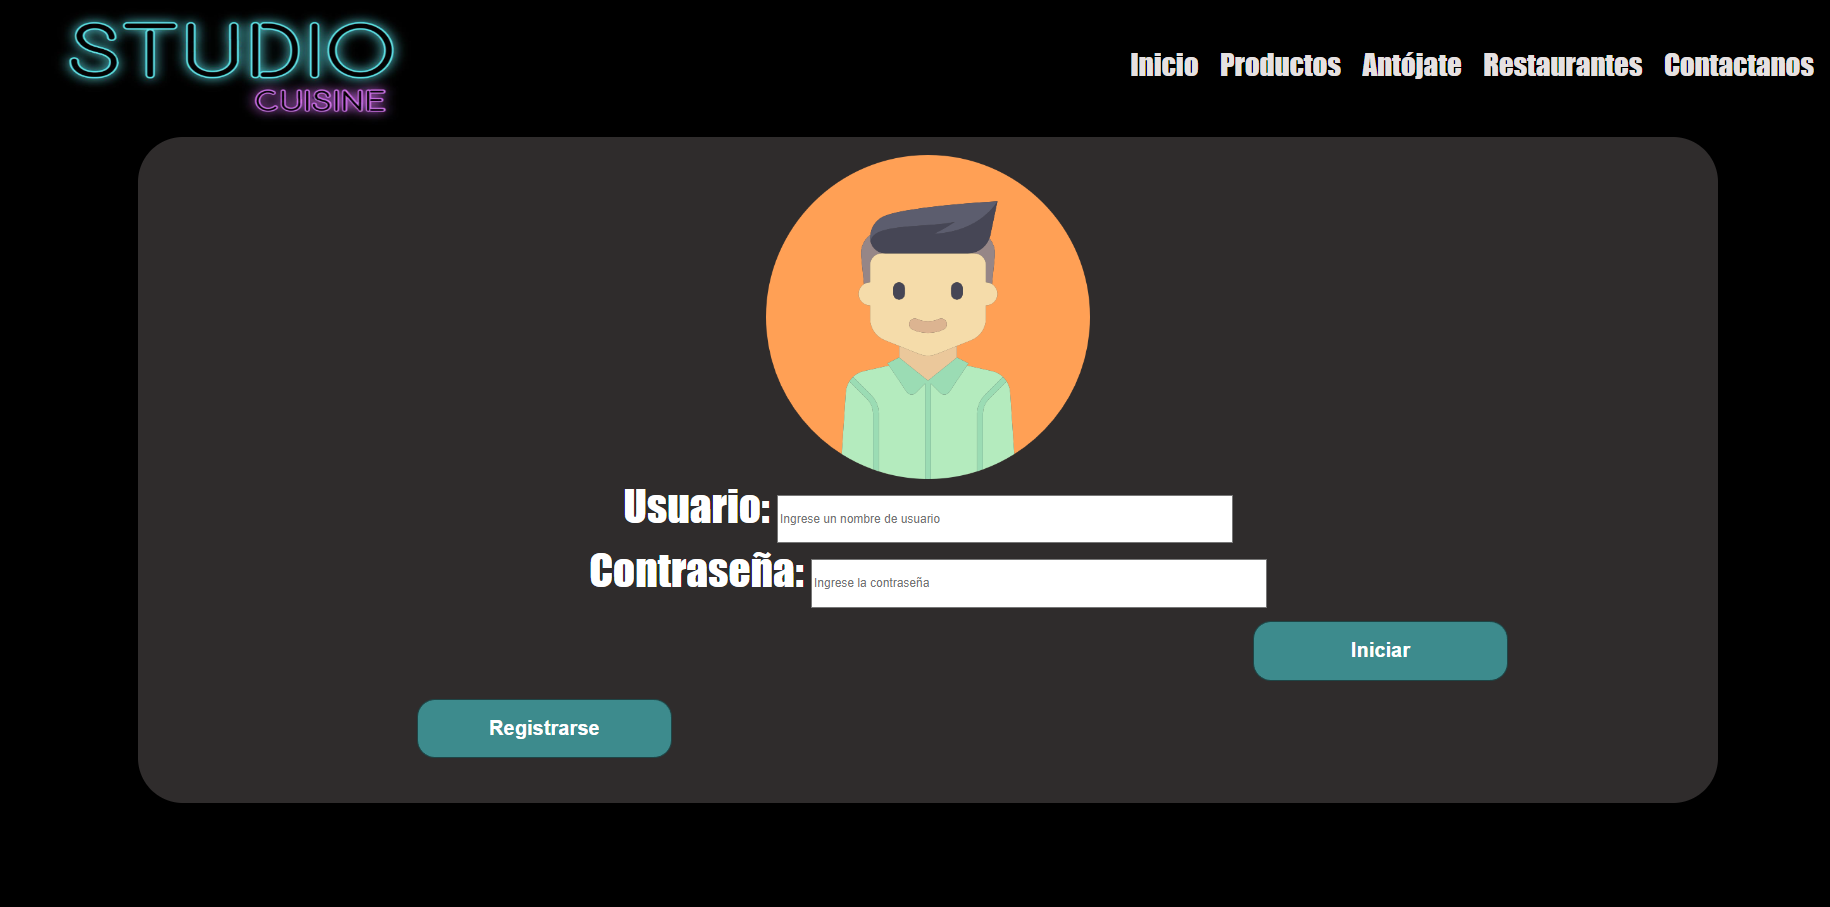 STUDIO
CUISINE
Inicio Productos Antójate Restaurantes Contactanos
Usuario: Ingrese un nombre de usuario
Contraseña: Ingrese la contraseña
Iniciar
Registrarse